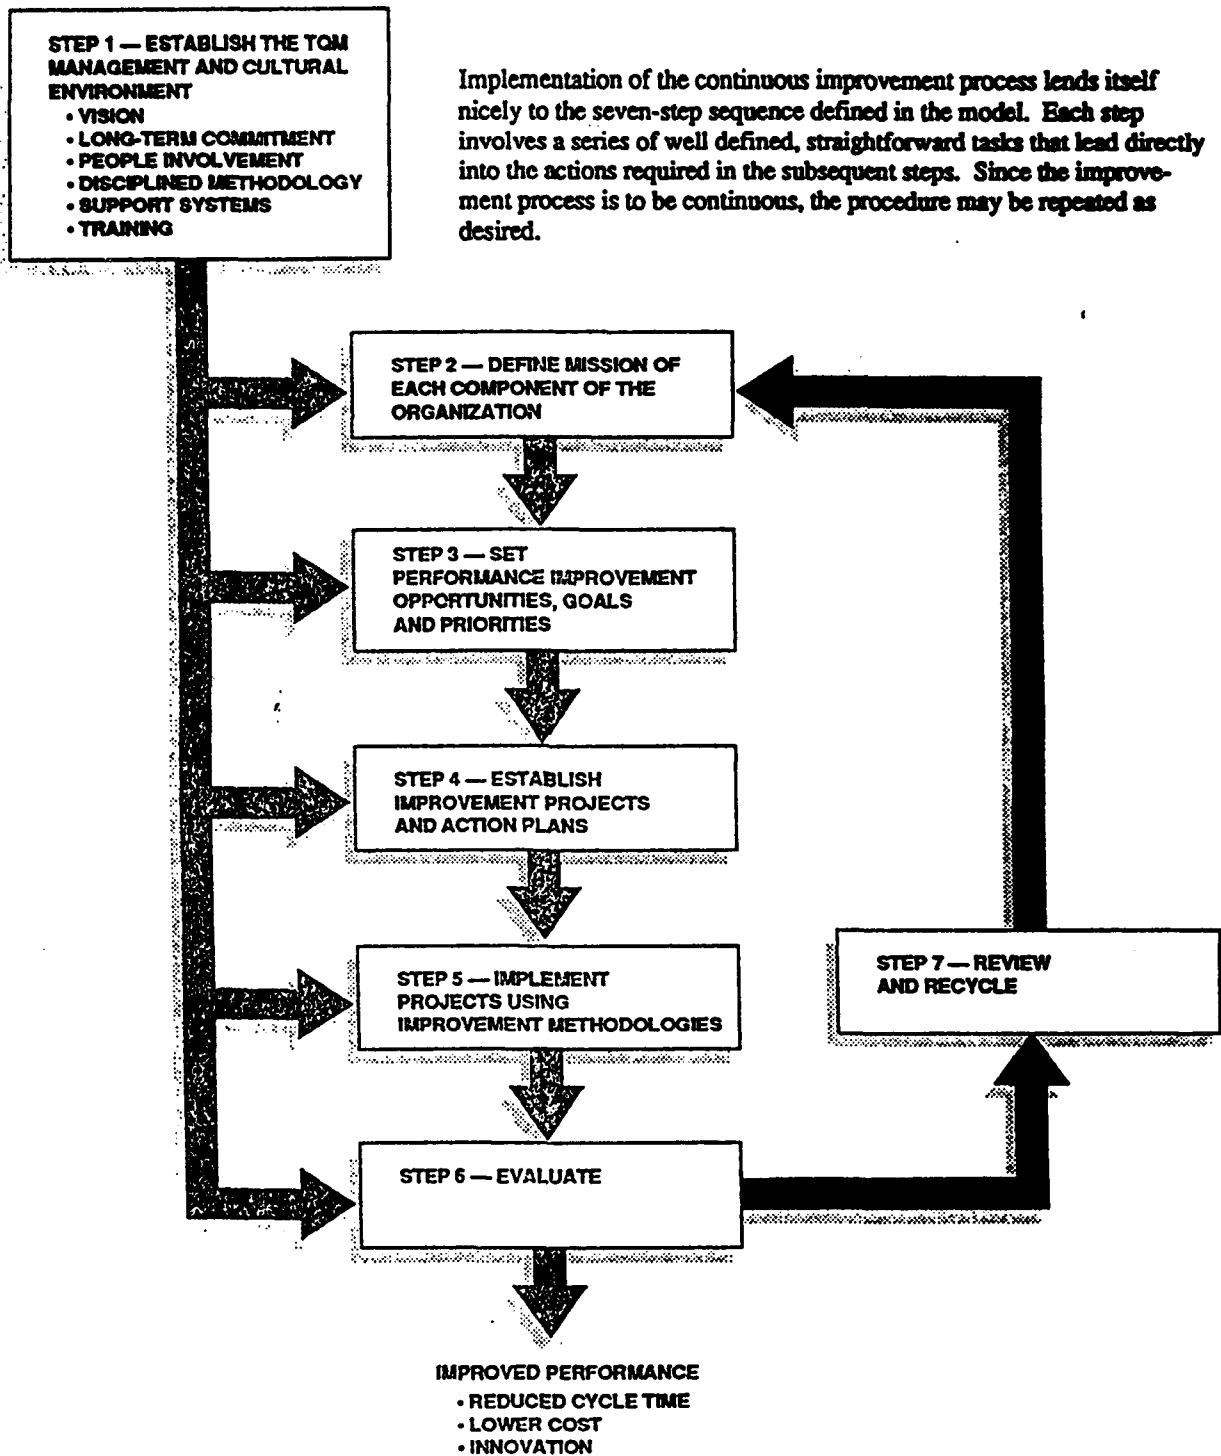 STEP 1 — ESTABLISH THE TQM
MANAGEMENT AND CULTURAL
ENVIRONMENT
• VISION
• LONG-TERM COMMITMENT
• PEOPLE INVOLVEMENT
• DISCIPLINED METHODOLOGY
• SUPPORT SYSTEMS
• TRAINING
Implementation of the continuous improvement process lends itself
nicely to the seven-step sequence defined in the model. Each step
involves a series of well defined, straightforward tasks that lead directly
into the actions required in the subsequent steps. Since the improve-
ment process is to be continuous, the procedure may be repeated as
desired.
STEP 2 — DEFINE MISSION OF
EACH COMPONENT OF THE
ORGANIZATION
STEP 3 — SET
PERFORMANCE IMPROVEMENT
OPPORTUNITIES, GOALS
AND PRIORITIES
STEP 4 — ESTABLISH
IMPROVEMENT PROJECTS
AND ACTION PLANS
STEP 5 — IMPLEMENT
PROJECTS USING
IMPROVEMENT METHODOLOGIES
STEP 7 — REVIEW
AND RECYCLE
STEP 6 — EVALUATE
IMPROVED PERFORMANCE
• REDUCED CYCLE TIME
• LOWER COST
• INNOVATION